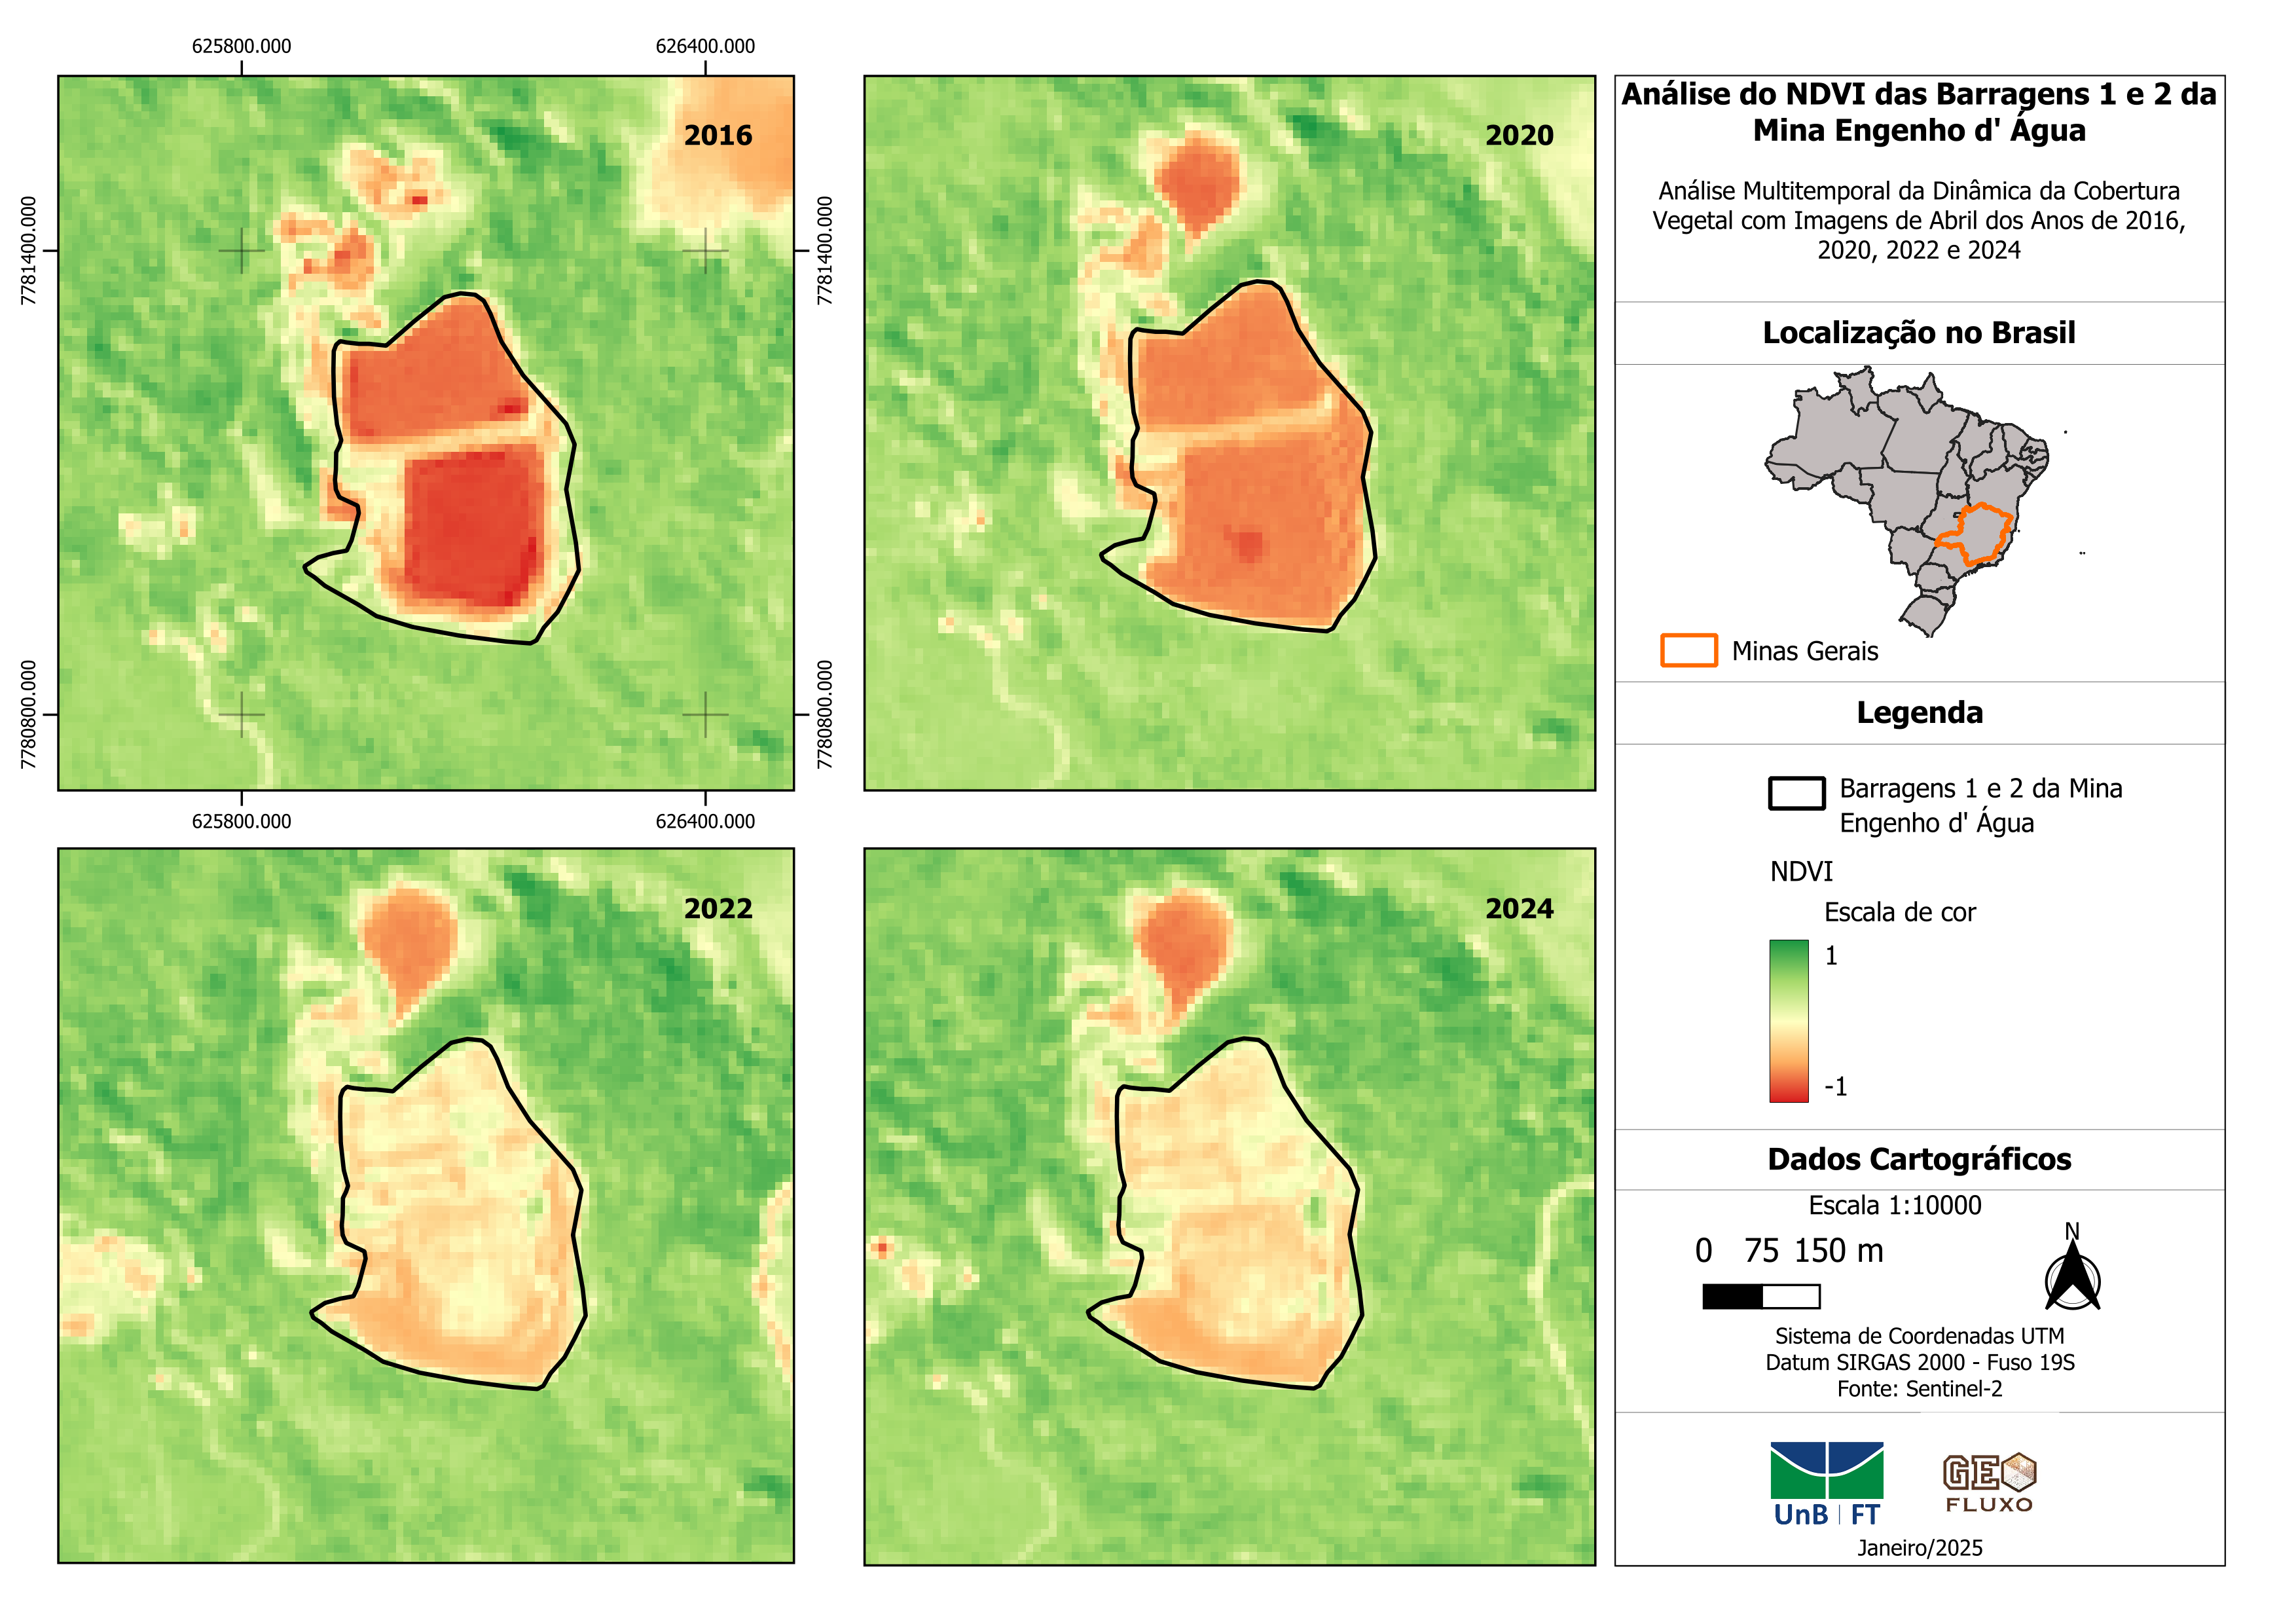 625800.000
626400.000
7781400.000
7780800.000
2016
7781400.000
7780800.000
625800.000
626400.000
2020
2022
2024
Análise do NDVI das Barragens 1 e 2 da
Mina Engenho d' Água
Análise Multitemporal da Dinâmica da Cobertura
Vegetal com Imagens de Abril dos Anos de 2016,
2020, 2022 e 2024
Localização no Brasil
Minas Gerais
Legenda
Barragens 1 e 2 da Mina
Engenho d' Água
NDVI
Escala de cor
1
-1
Dados Cartográficos
Escala 1:10000
0 75 150 m
N
Sistema de Coordenadas UTM
Datum SIRGAS 2000 - Fuso 19S
Fonte: Sentinel-2
UnB | FT
GEO
FLUXO
Janeiro/2025